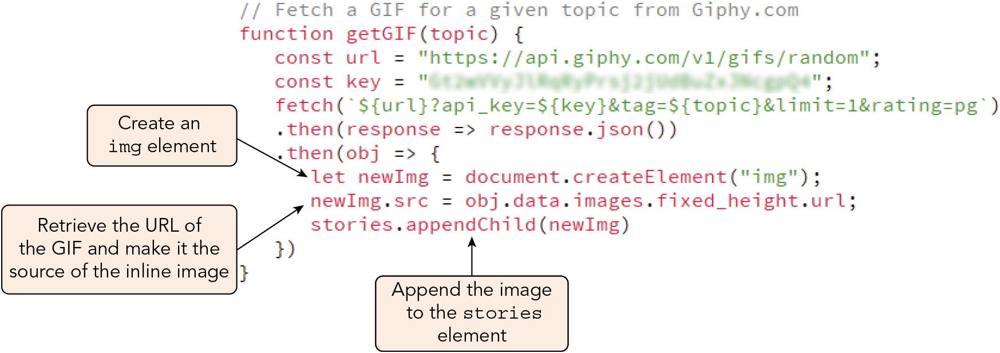 // Fetch a GIF for a given topic from Giphy.com
function getGIF(topic) {
const url = "https://api.giphy.com/v1/gifs/random";
const key = "";
fetch(`${url}?api_key=${key}&tag=${topic}&limit=1&rating=pg`)
.then(response => response.json())
.then(obj => {
let newImg = document.createElement("img");
newImg.src = obj.data.images.fixed_height.url;
stories.appendChild(newImg)
})
}
Create an
img element
Retrieve the URL of
the GIF and make it the
source of the inline image
Append the image
to the stories
element